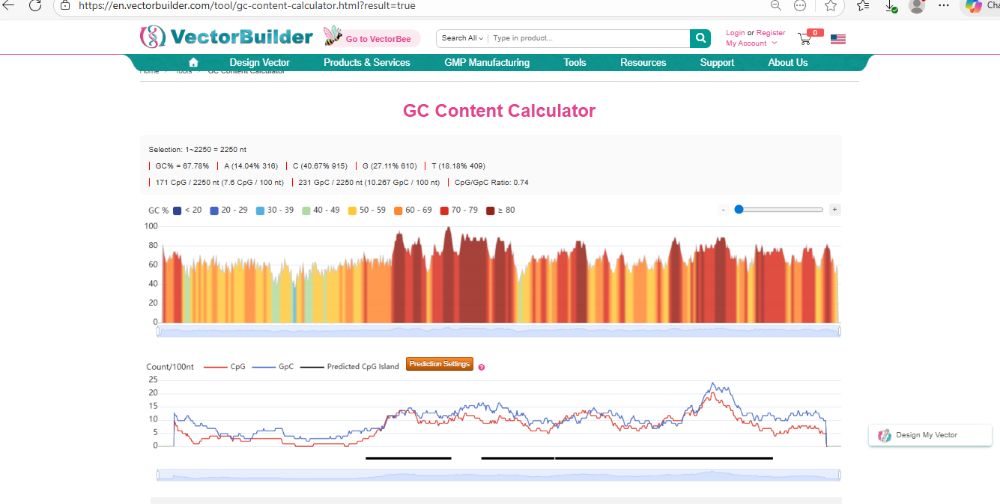 https://en.vectorbuilder.com/tool/gc-content-calculator.html?result=true
Cha
VectorBuilder
Go to VectorBee
Search All
Type in product...
Login or Register
My Account
0
Design Vector
Products & Services
GMP Manufacturing
Tools
Resources
Support
About Us
Home
Tools
GC Content Calculator
GC Content Calculator
Selection: 1~2250 = 2250 nt
GC% = 67.78% | A (14.04% 316) | C (40.67% 915) | G (27.11% 610) | T (18.18% 409)
171 CpG / 2250 nt (7.6 CpG / 100 nt) | 231 GpC / 2250 nt (10.267 GpC / 100 nt) | CpG/GpC Ratio: 0.74
GC % < 20 20 - 29 30 - 39 40 - 49 50 - 59 60 - 69 70 - 79 ≥ 80
- +
100
80
60
40
20
0
Count/100nt CpG GpC Predicted CpG Island Prediction Settings ?
25
20
15
10
5
0
Design My Vector